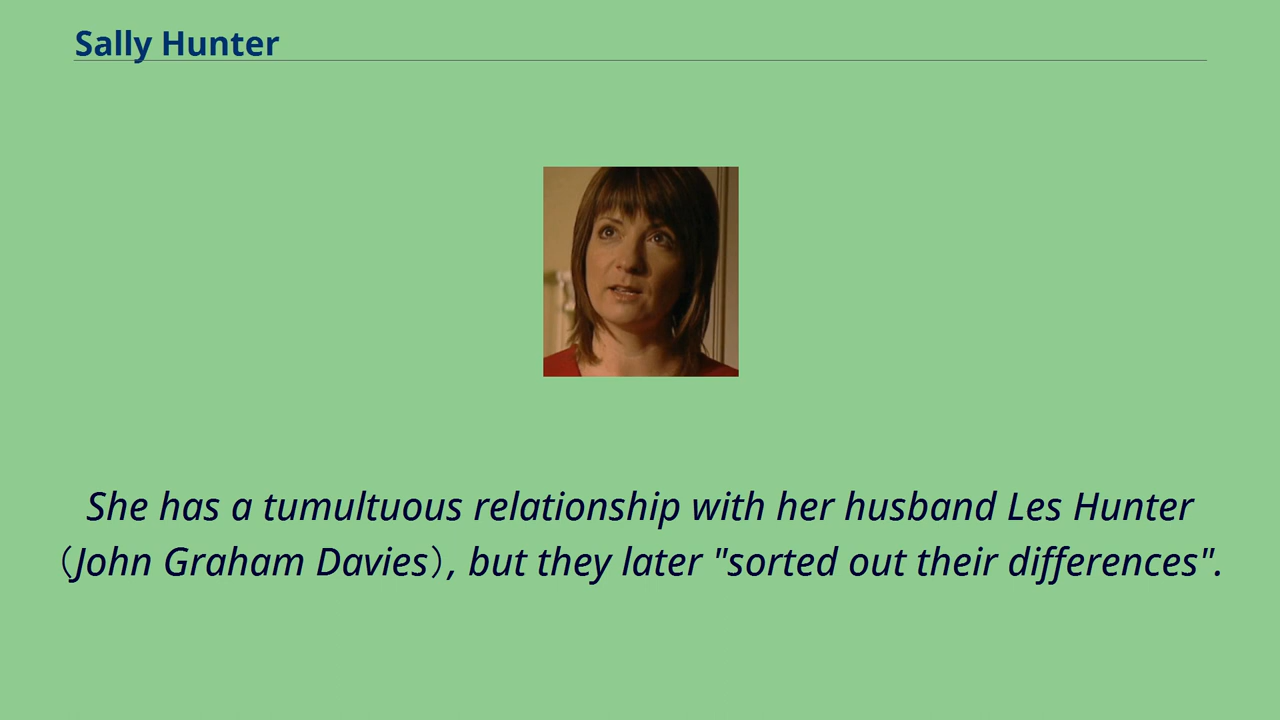 Sally Hunter
She has a tumultuous relationship with her husband Les Hunter
（John Graham Davies）, but they later "sorted out their differences".